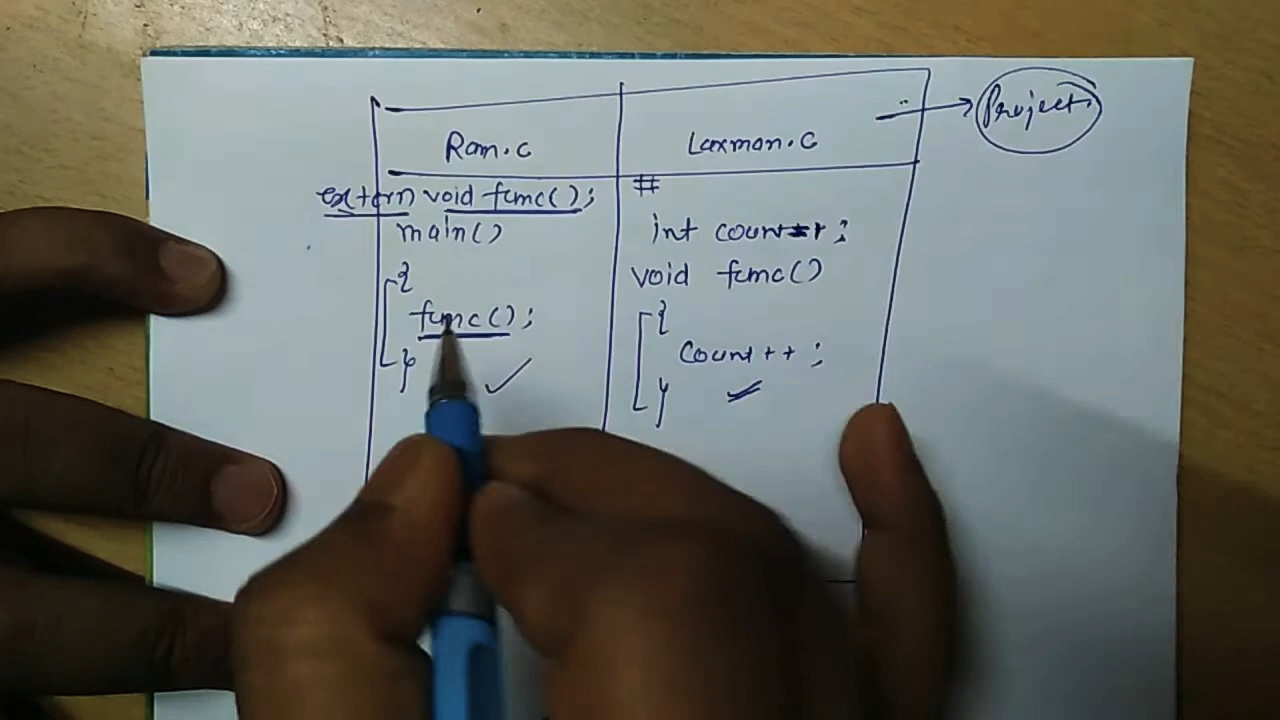 Project
Ram.c
Laxman.c
extern void func();
main()
{
func();
}
#
int count;
void func()
{
count++;
}